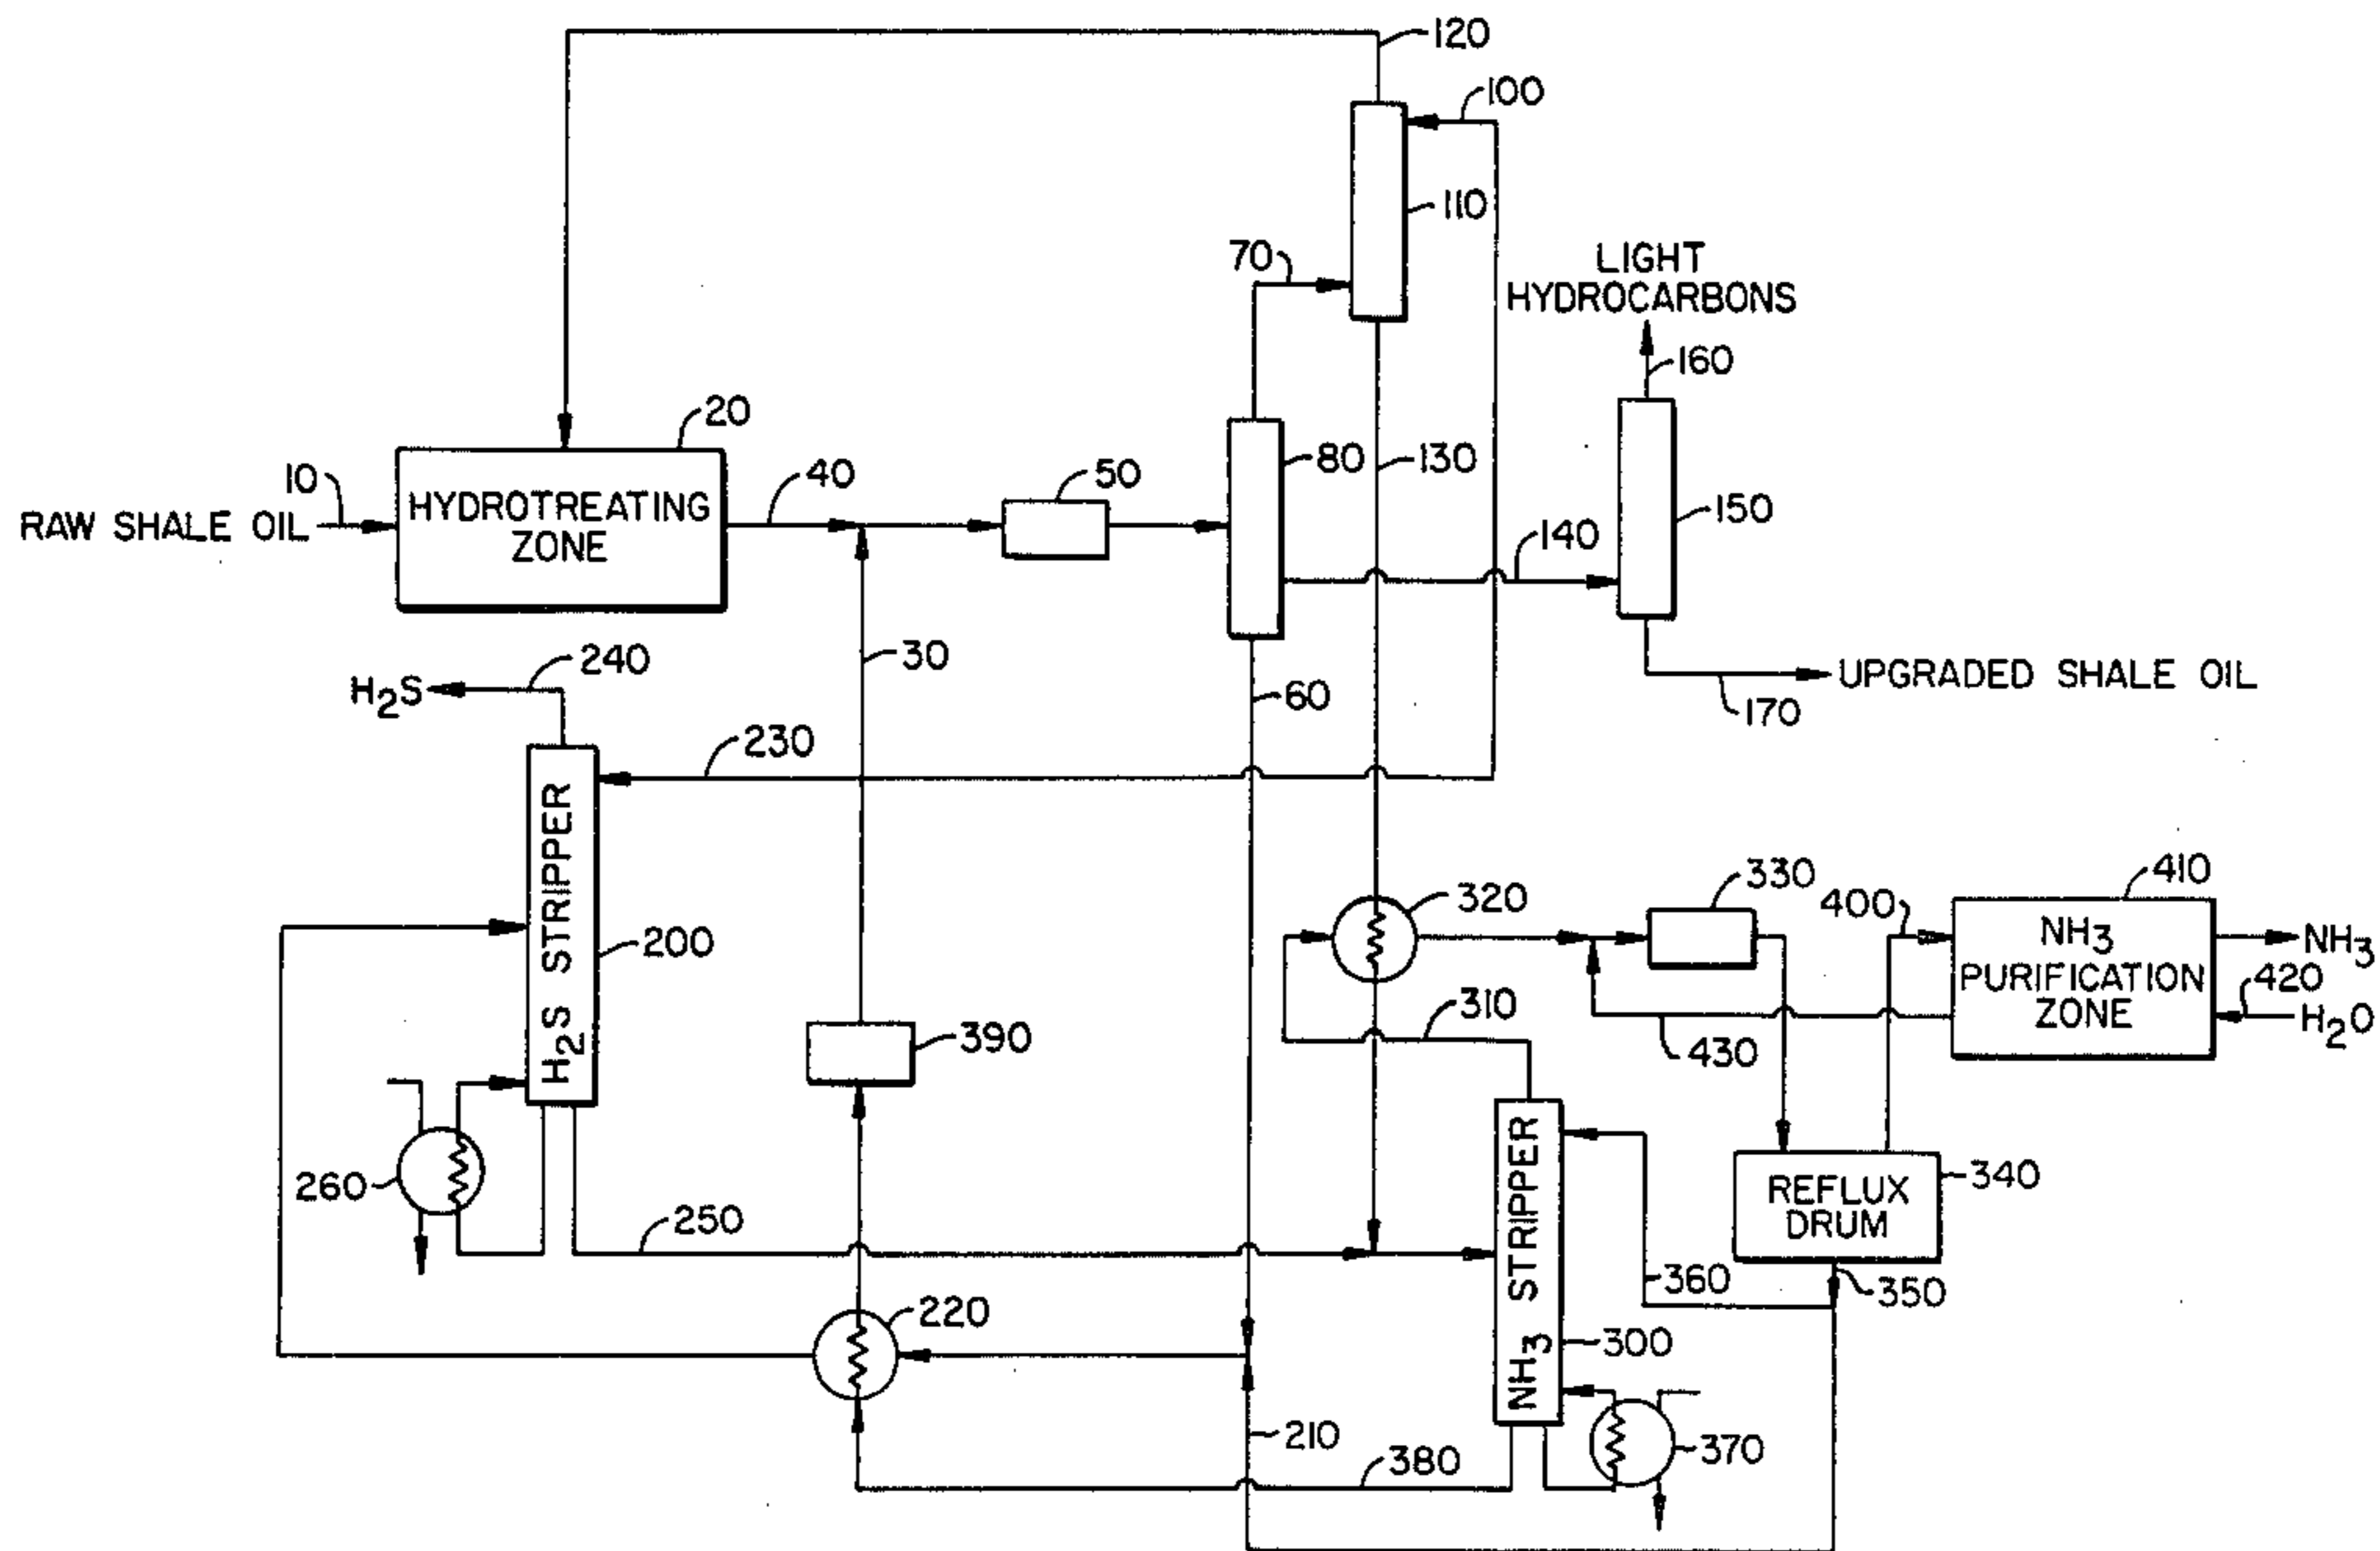 120
100
110
70
LIGHT
HYDROCARBONS
160
20
10
40
50
80
130
150
RAW SHALE OIL
HYDROTREATING
ZONE
140
30
240
H2S
60
UPGRADED SHALE OIL
170
230
H2S STRIPPER
200
320
330
400
410
NH3
PURIFICATION
ZONE
NH3
420
H2O
310
430
390
260
250
NH3 STRIPPER
REFLUX
DRUM
340
360
350
220
300
210
380
370